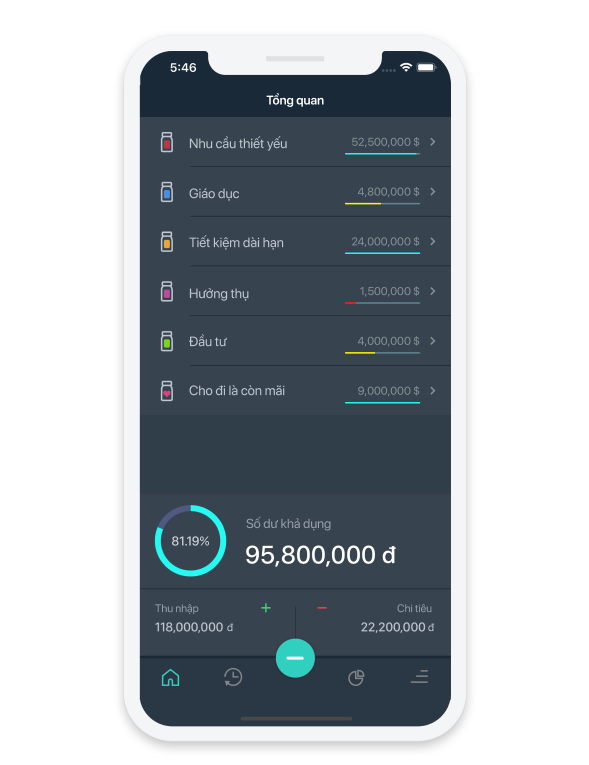 5:46
Tổng quan
Nhu cầu thiết yếu 52,500,000 $
Giáo dục 4,800,000 $
Tiết kiệm dài hạn 24,000,000 $
Hưởng thụ 1,500,000 $
Đầu tư 4,000,000 $
Cho đi là còn mãi 9,000,000 $
81.19%
Số dư khả dụng
95,800,000 đ
Thu nhập + − Chi tiêu
118,000,000 đ 22,200,000 đ